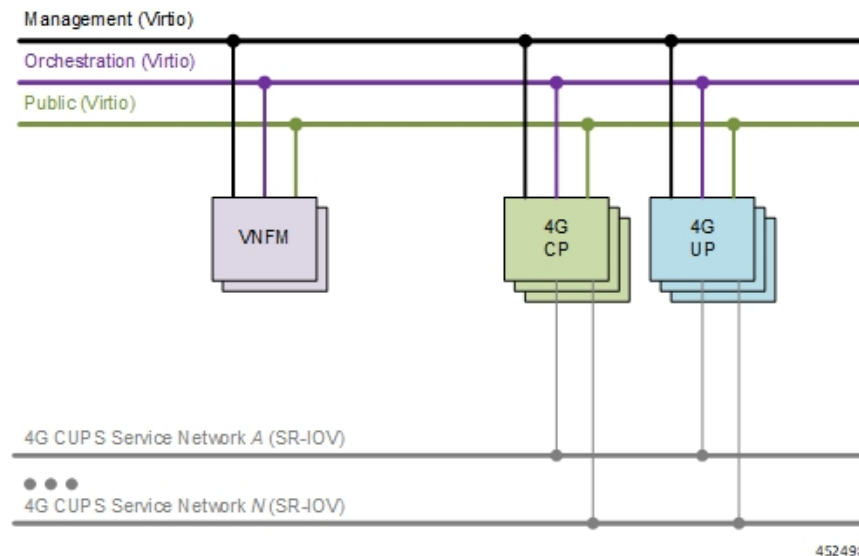 Management (Virtio)
Orchestration (Virtio)
Public (Virtio)
VNFM
4G
CP
4G
UP
4G CUPS Service Network A (SR-IOV)
4G CUPS Service Network N (SR-IOV)